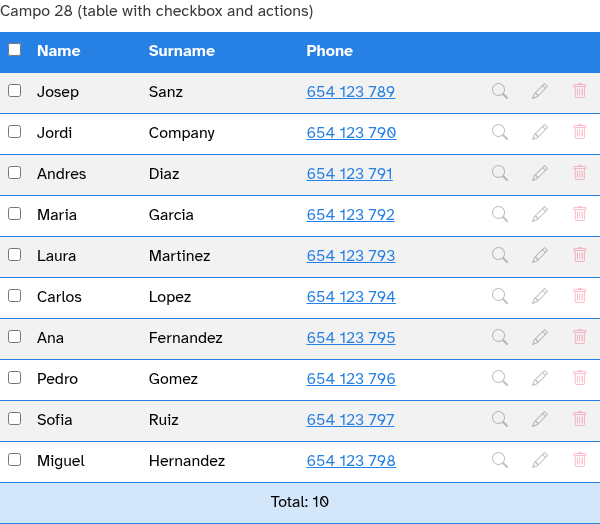 Campo 28 (table with checkbox and actions)
Name Surname Phone
Josep Sanz 654 123 789
Jordi Company 654 123 790
Andres Diaz 654 123 791
Maria Garcia 654 123 792
Laura Martinez 654 123 793
Carlos Lopez 654 123 794
Ana Fernandez 654 123 795
Pedro Gomez 654 123 796
Sofia Ruiz 654 123 797
Miguel Hernandez 654 123 798
Total: 10